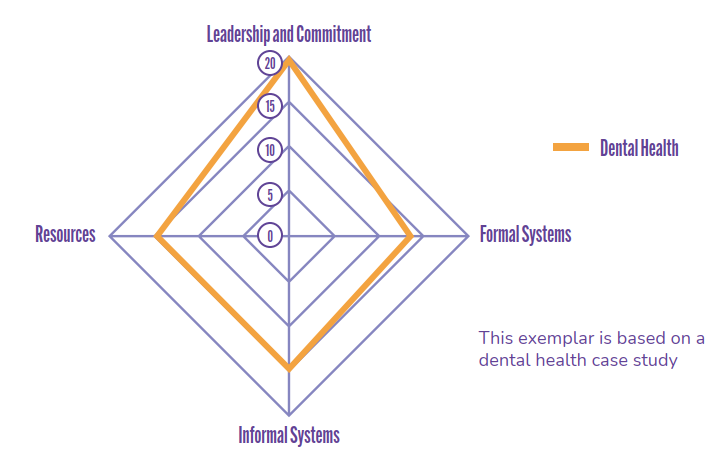 Leadership and Commitment
20
15
10
5
0
Dental Health
Resources
Formal Systems
This exemplar is based on a
dental health case study
Informal Systems